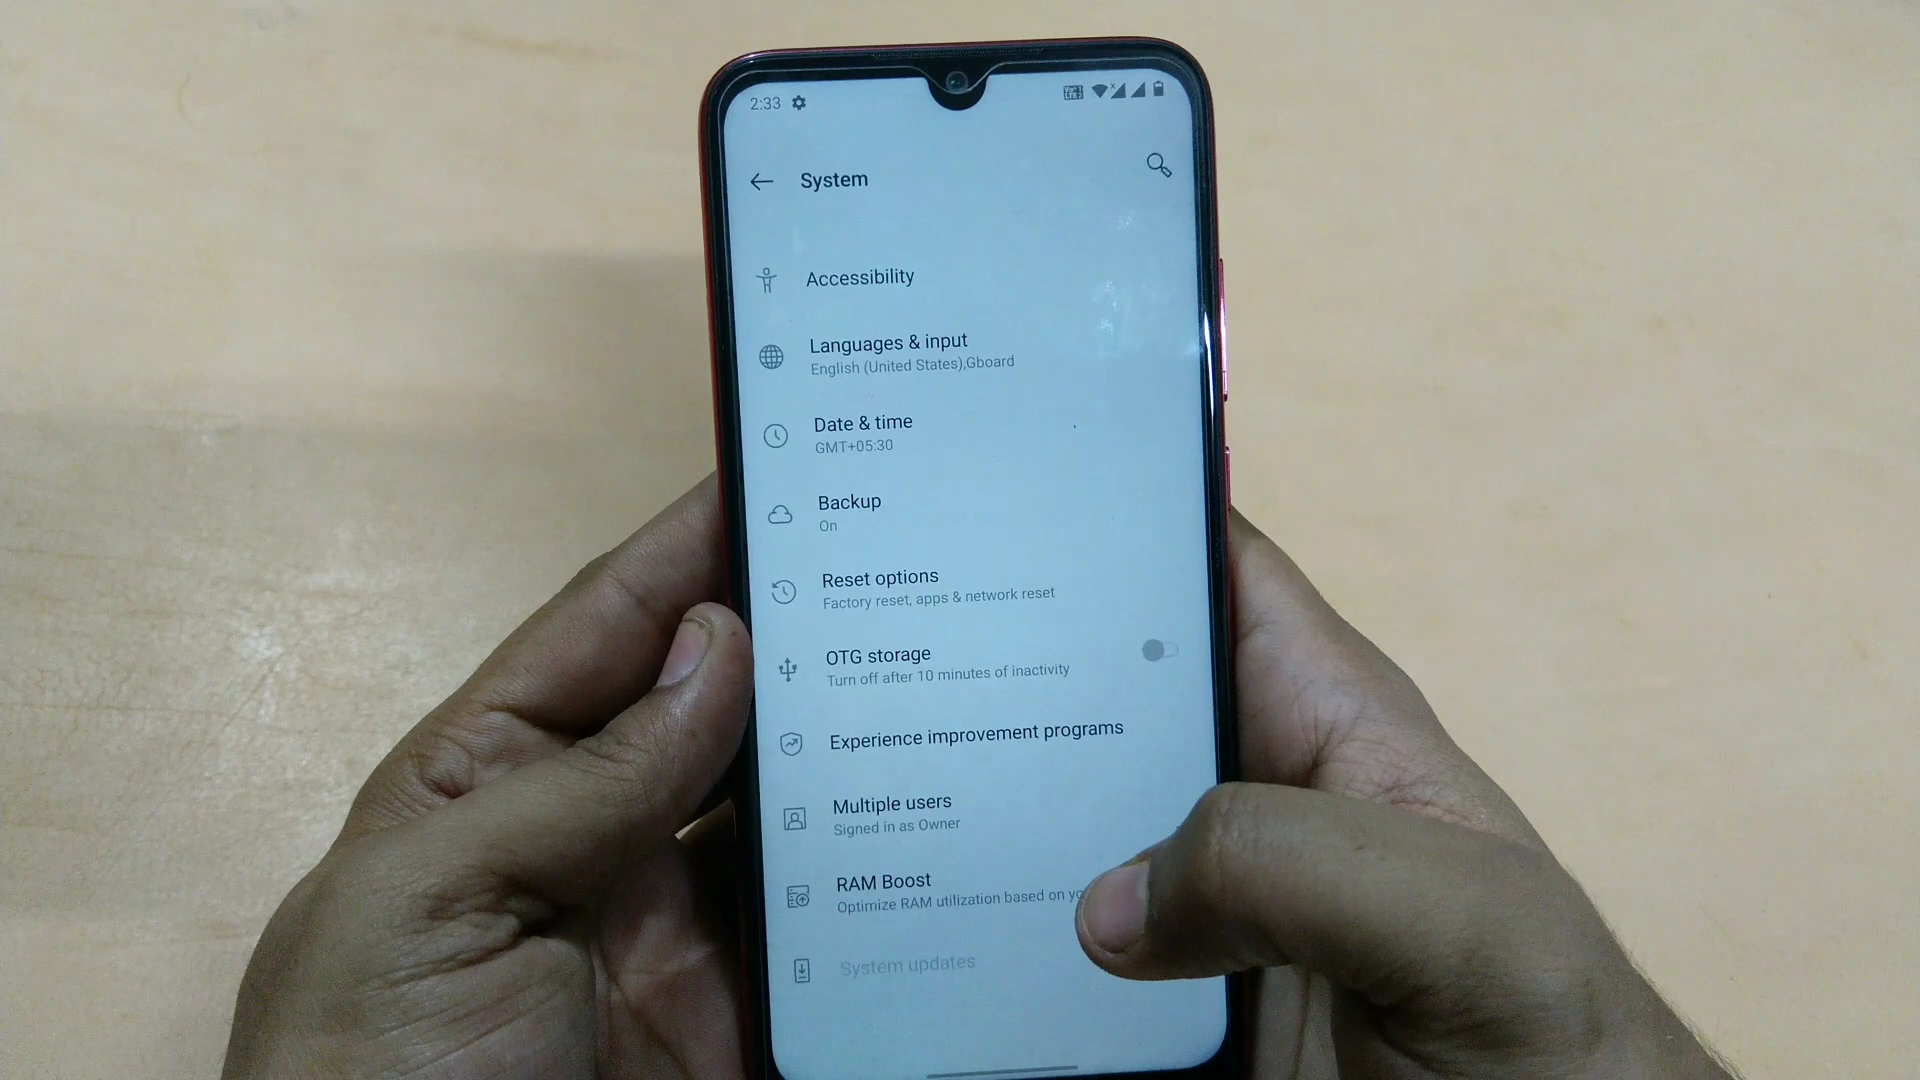 2:33
System
Accessibility
Languages & input
English (United States),Gboard
Date & time
GMT+05:30
Backup
On
Reset options
Factory reset, apps & network reset
OTG storage
Turn off after 10 minutes of inactivity
Experience improvement programs
Multiple users
Signed in as Owner
RAM Boost
Optimize RAM utilization based on
System updates